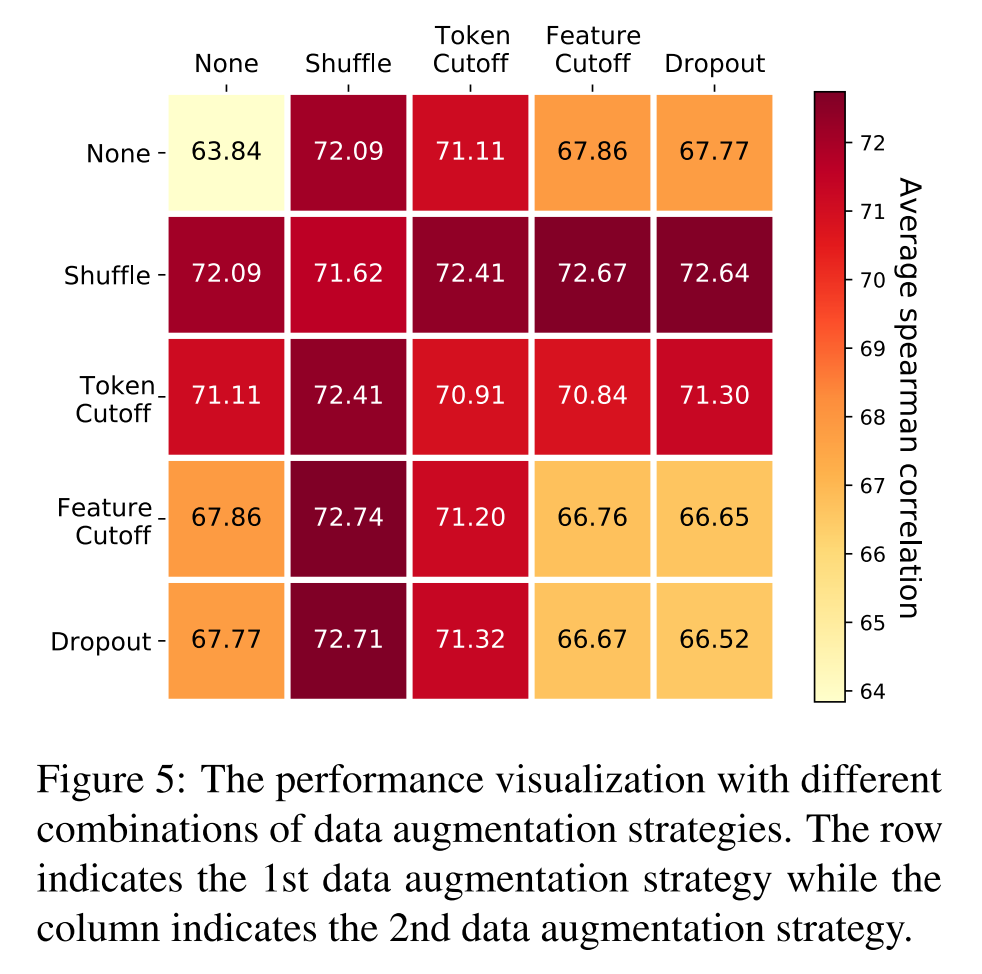 None Shuffle Token Cutoff Feature Cutoff Dropout
None 63.84 72.09 71.11 67.86 67.77
Shuffle 72.09 71.62 72.41 72.67 72.64
Token Cutoff 71.11 72.41 70.91 70.84 71.30
Feature Cutoff 67.86 72.74 71.20 66.76 66.65
Dropout 67.77 72.71 71.32 66.67 66.52
72
71
70
69
68
67
66
65
64
Average spearman correlation
Figure 5: The performance visualization with different
combinations of data augmentation strategies. The row
indicates the 1st data augmentation strategy while the
column indicates the 2nd data augmentation strategy.